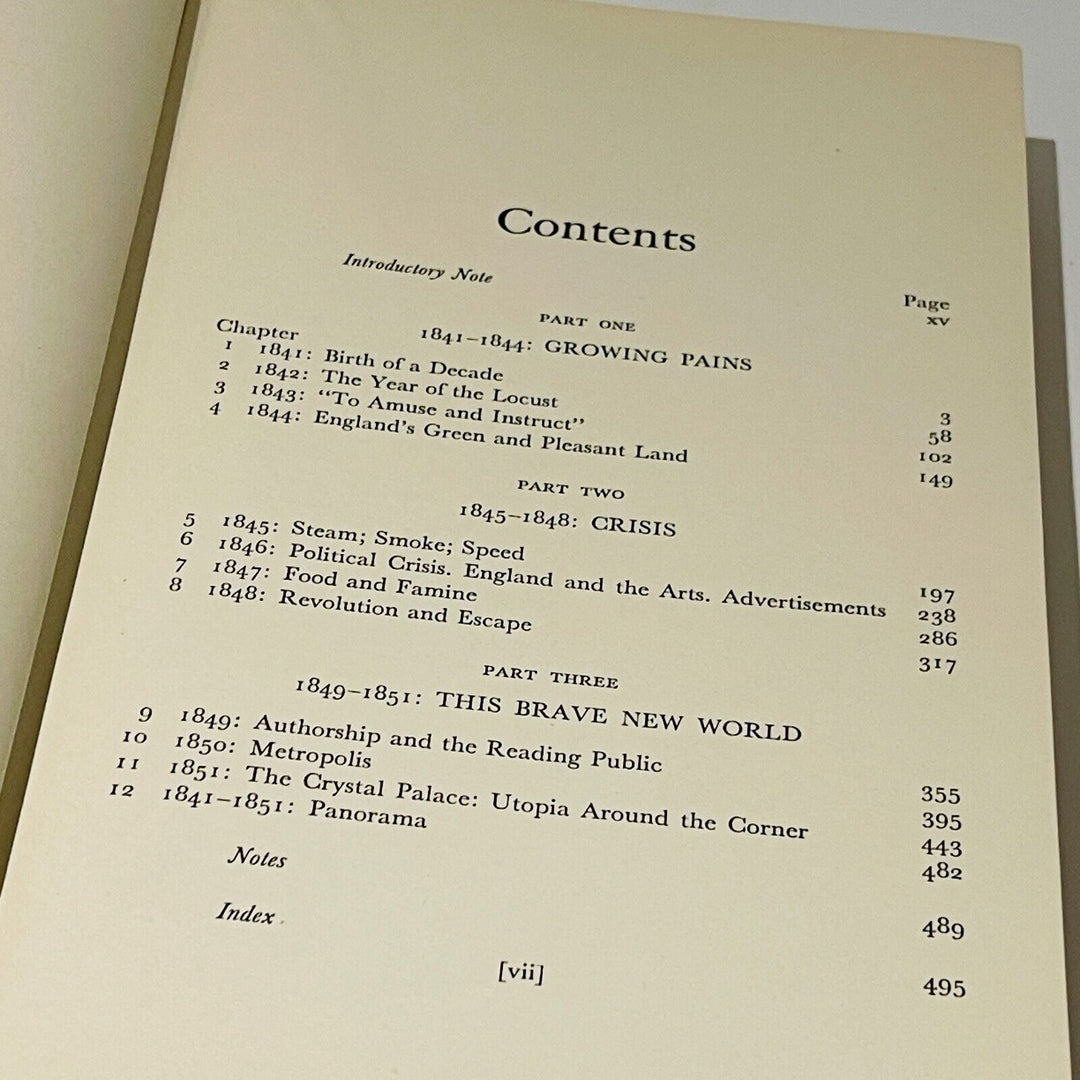 Contents
Page
Introductory Note xv
PART ONE
Chapter 1841–1844: GROWING PAINS
1 1841: Birth of a Decade 3
2 1842: The Year of the Locust 58
3 1843: “To Amuse and Instruct” 102
4 1844: England’s Green and Pleasant Land 149
PART TWO
1845–1848: CRISIS
5 1845: Steam; Smoke; Speed 197
6 1846: Political Crisis. England and the Arts. Advertisements 238
7 1847: Food and Famine 286
8 1848: Revolution and Escape 317
PART THREE
1849–1851: THIS BRAVE NEW WORLD
9 1849: Authorship and the Reading Public 355
10 1850: Metropolis 395
11 1851: The Crystal Palace: Utopia Around the Corner 443
12 1841–1851: Panorama 482
Notes 489
Index 495
[vii]